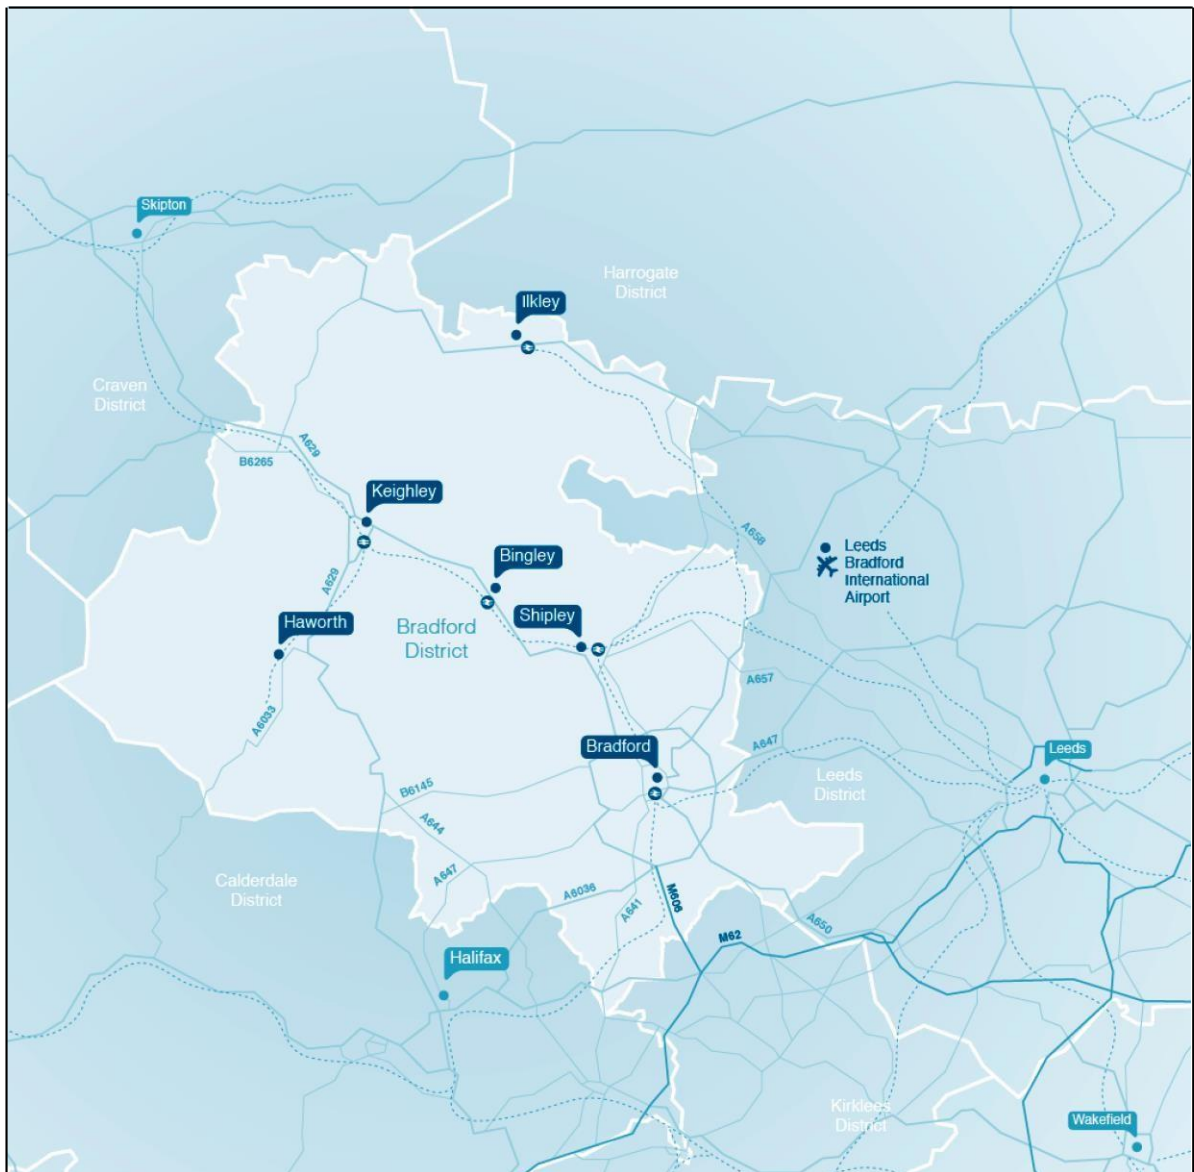 Skipton
Harrogate
District
Ilkley
Craven
District
A629
B6265
Keighley
A658
Leeds
Bradford
International
Airport
Bingley
A629
Haworth
Shipley
Bradford
District
A657
A6033
A647
Bradford
Leeds
Leeds
District
B6145
A644
A647
Calderdale
District
A6036
A641
M606
A650
M62
Halifax
Kirklees
District
Wakefield